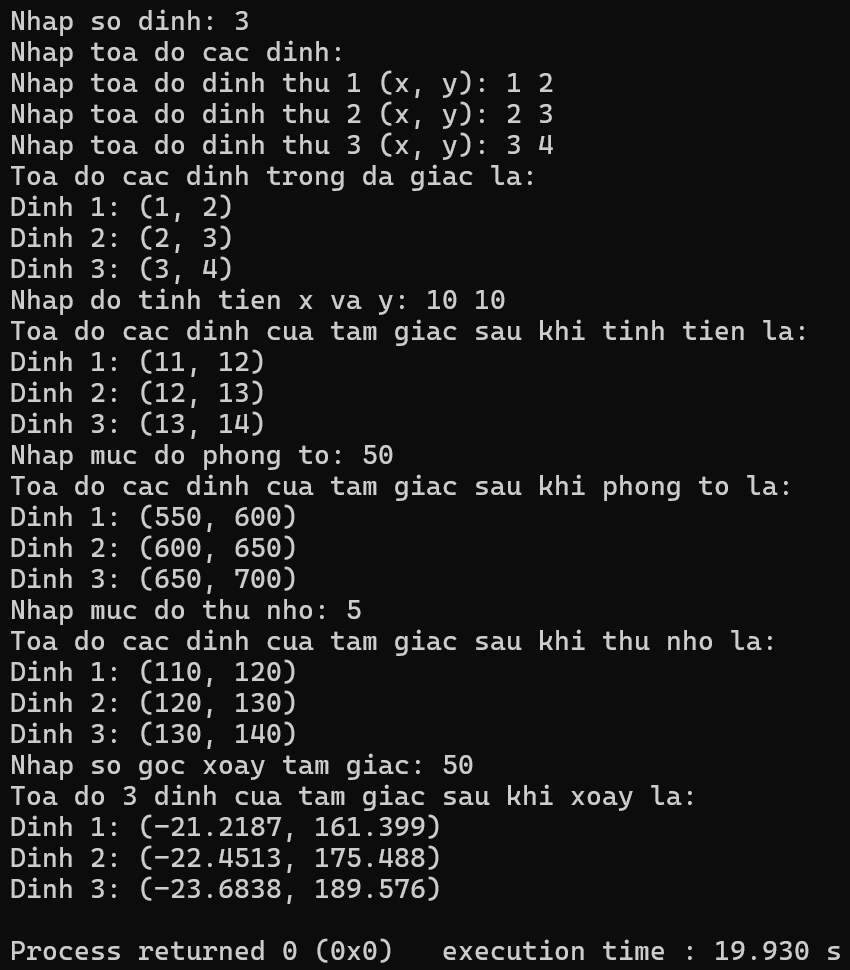 Nhap so dinh: 3
Nhap toa do cac dinh:
Nhap toa do dinh thu 1 (x, y): 1 2
Nhap toa do dinh thu 2 (x, y): 2 3
Nhap toa do dinh thu 3 (x, y): 3 4
Toa do cac dinh trong da giac la:
Dinh 1: (1, 2)
Dinh 2: (2, 3)
Dinh 3: (3, 4)
Nhap do tinh tien x va y: 10 10
Toa do cac dinh cua tam giac sau khi tinh tien la:
Dinh 1: (11, 12)
Dinh 2: (12, 13)
Dinh 3: (13, 14)
Nhap muc do phong to: 50
Toa do cac dinh cua tam giac sau khi phong to la:
Dinh 1: (550, 600)
Dinh 2: (600, 650)
Dinh 3: (650, 700)
Nhap muc do thu nho: 5
Toa do cac dinh cua tam giac sau khi thu nho la:
Dinh 1: (110, 120)
Dinh 2: (120, 130)
Dinh 3: (130, 140)
Nhap so goc xoay tam giac: 50
Toa do 3 dinh cua tam giac sau khi xoay la:
Dinh 1: (-21.2187, 161.399)
Dinh 2: (-22.4513, 175.488)
Dinh 3: (-23.6838, 189.576)
Process returned 0 (0x0)   execution time : 19.930 s